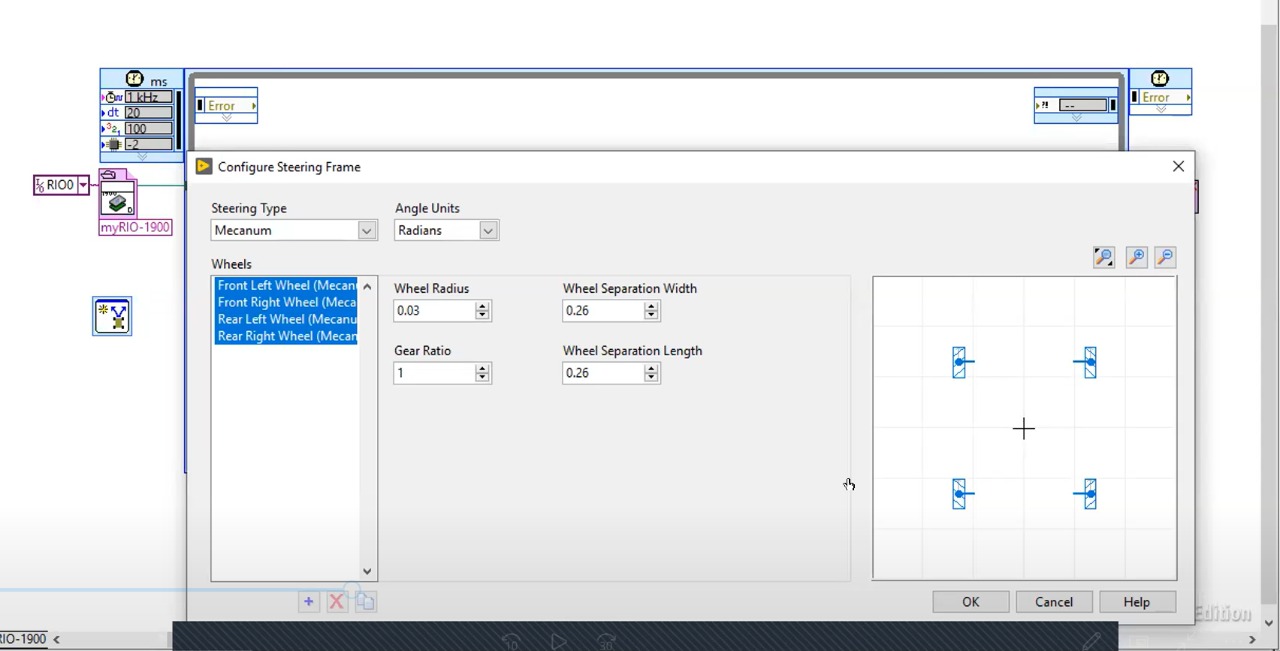 ms
1 kHz
dt 20
100
-2
Error
?! --
Error
RIO0
myRIO-1900
Configure Steering Frame
Steering Type
Angle Units
Mecanum
Radians
Wheels
Front Left Wheel (Mecan
Front Right Wheel (Meca
Rear Left Wheel (Mecanu
Rear Right Wheel (Mecan
Wheel Radius
Wheel Separation Width
0.03
0.26
Gear Ratio
Wheel Separation Length
1
0.26
OK
Cancel
Help
Edition
RIO-1900